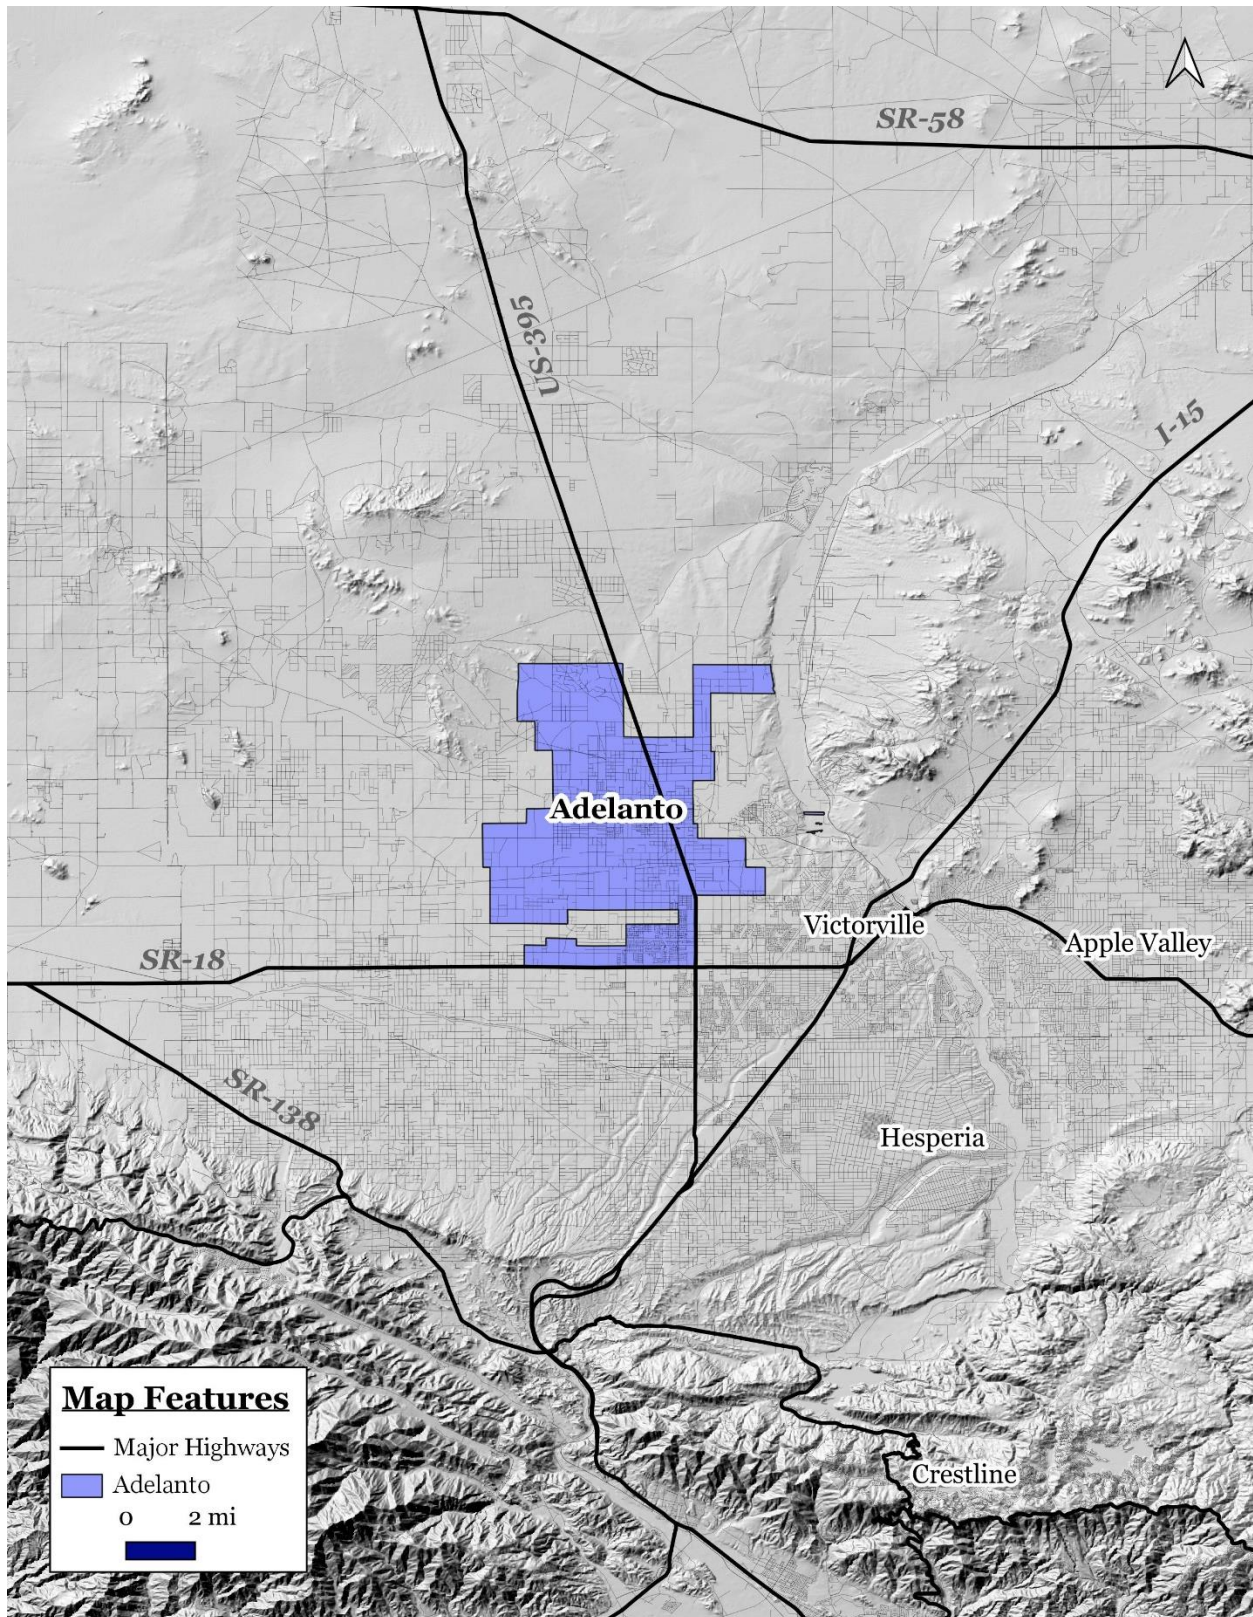 SR-58
US-395
I-15
Adelanto
Victorville
Apple Valley
SR-18
SR-138
Hesperia
Map Features
Major Highways
Adelanto
0 2 mi
Crestline